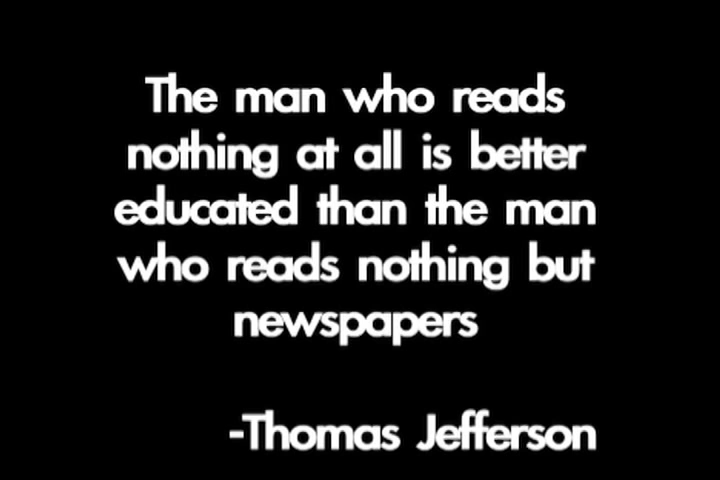 The man who reads
nothing at all is better
educated than the man
who reads nothing but
newspapers
-Thomas Jefferson